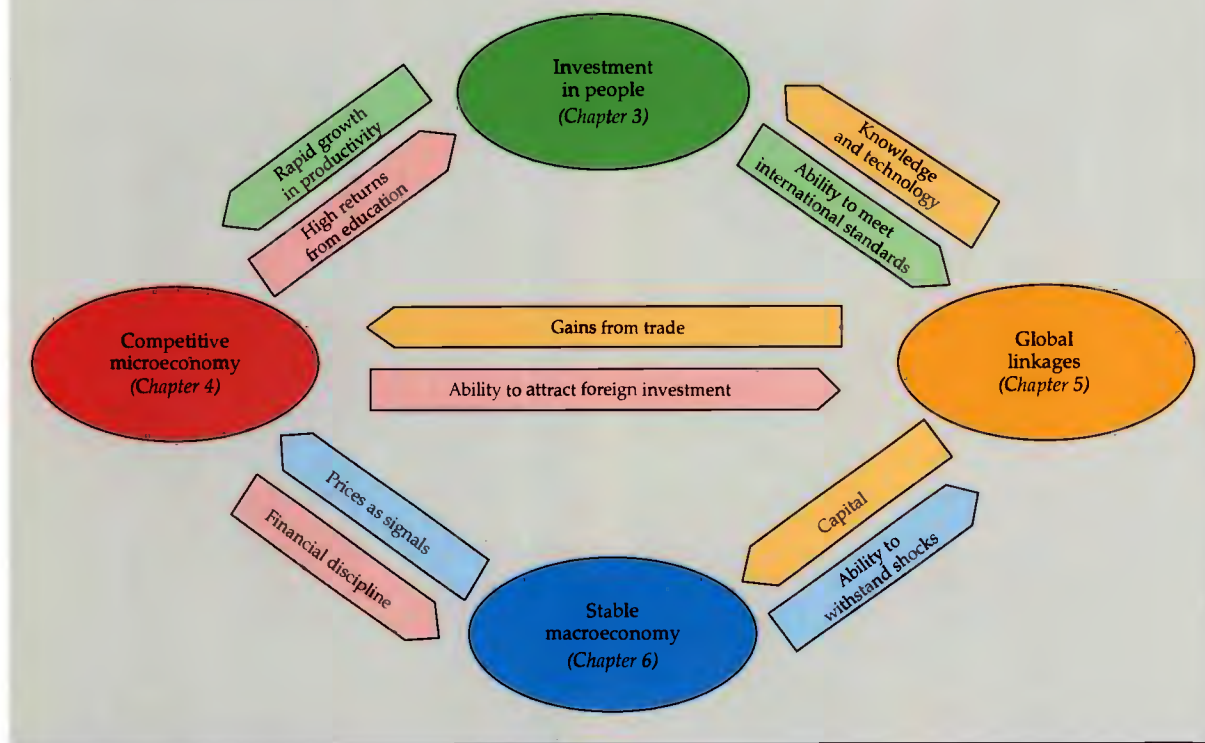 Investment
in people
(Chapter 3)
Rapid growth
in productivity
High returns
from education
Knowledge
and technology
Ability to meet
international standards
Competitive
microeconomy
(Chapter 4)
Gains from trade
Ability to attract foreign investment
Global
linkages
(Chapter 5)
Prices as signals
Financial discipline
Capital
Ability to
withstand shocks
Stable
macroeconomy
(Chapter 6)